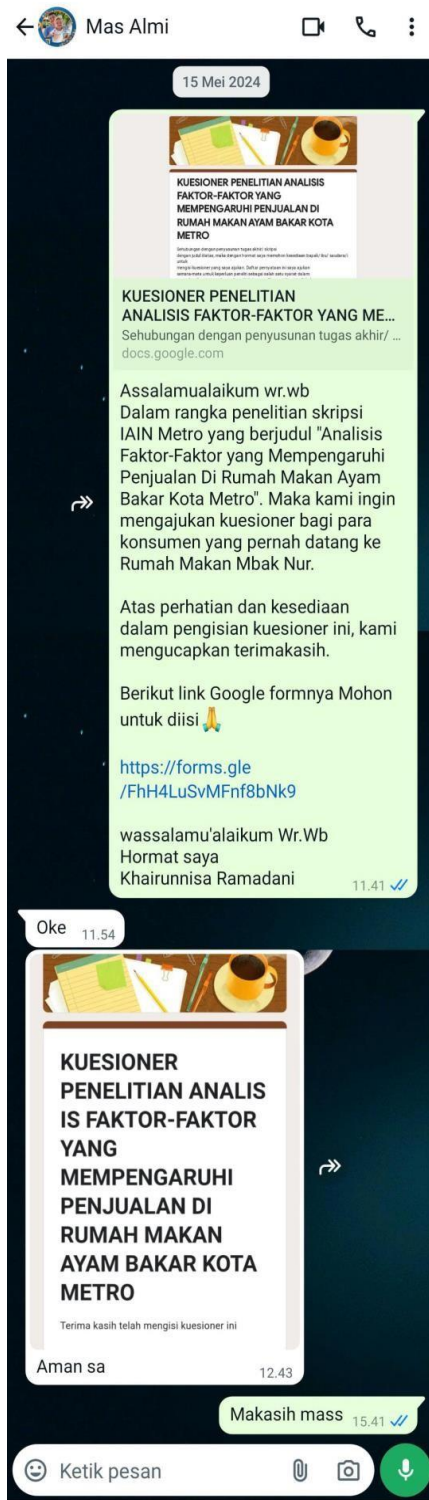 Mas Almi
15 Mei 2024
KUESIONER PENELITIAN ANALISIS
FAKTOR-FAKTOR YANG
MEMPENGARUHI PENJUALAN DI
RUMAH MAKAN AYAM BAKAR KOTA
METRO
KUESIONER PENELITIAN
ANALISIS FAKTOR-FAKTOR YANG ME...
Sehubungan dengan penyusunan tugas akhir/ ...
docs.google.com
Assalamualaikum wr.wb
Dalam rangka penelitian skripsi
IAIN Metro yang berjudul "Analisis
Faktor-Faktor yang Mempengaruhi
Penjualan Di Rumah Makan Ayam
Bakar Kota Metro". Maka kami ingin
mengajukan kuesioner bagi para
konsumen yang pernah datang ke
Rumah Makan Mbak Nur.
Atas perhatian dan kesediaan
dalam pengisian kuesioner ini, kami
mengucapkan terimakasih.
Berikut link Google formnya Mohon
untuk diisi🙏
https://forms.gle
/FhH4LuSvMFnf8bNk9
wassalamu'alaikum Wr.Wb
Hormat saya
Khairunnisa Ramadani 11.41
Oke 11.54
KUESIONER
PENELITIAN ANALIS
IS FAKTOR-FAKTOR
YANG
MEMPENGARUHI
PENJUALAN DI
RUMAH MAKAN
AYAM BAKAR KOTA
METRO
Terima kasih telah mengisi kuesioner ini
Aman sa 12.43
Makasih mass 15.41
Ketik pesan